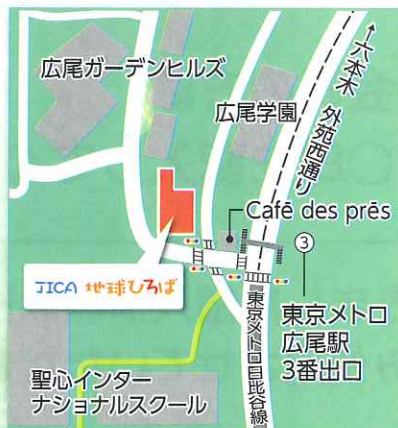 広尾ガーデンヒルズ
↑六本木
外苑西通り
広尾学園
Café des prēs
③
JICA 地球ひろば
東京メトロ
広尾駅
3番出口
東京メトロ日比谷線
聖心インター
ナショナルスクール